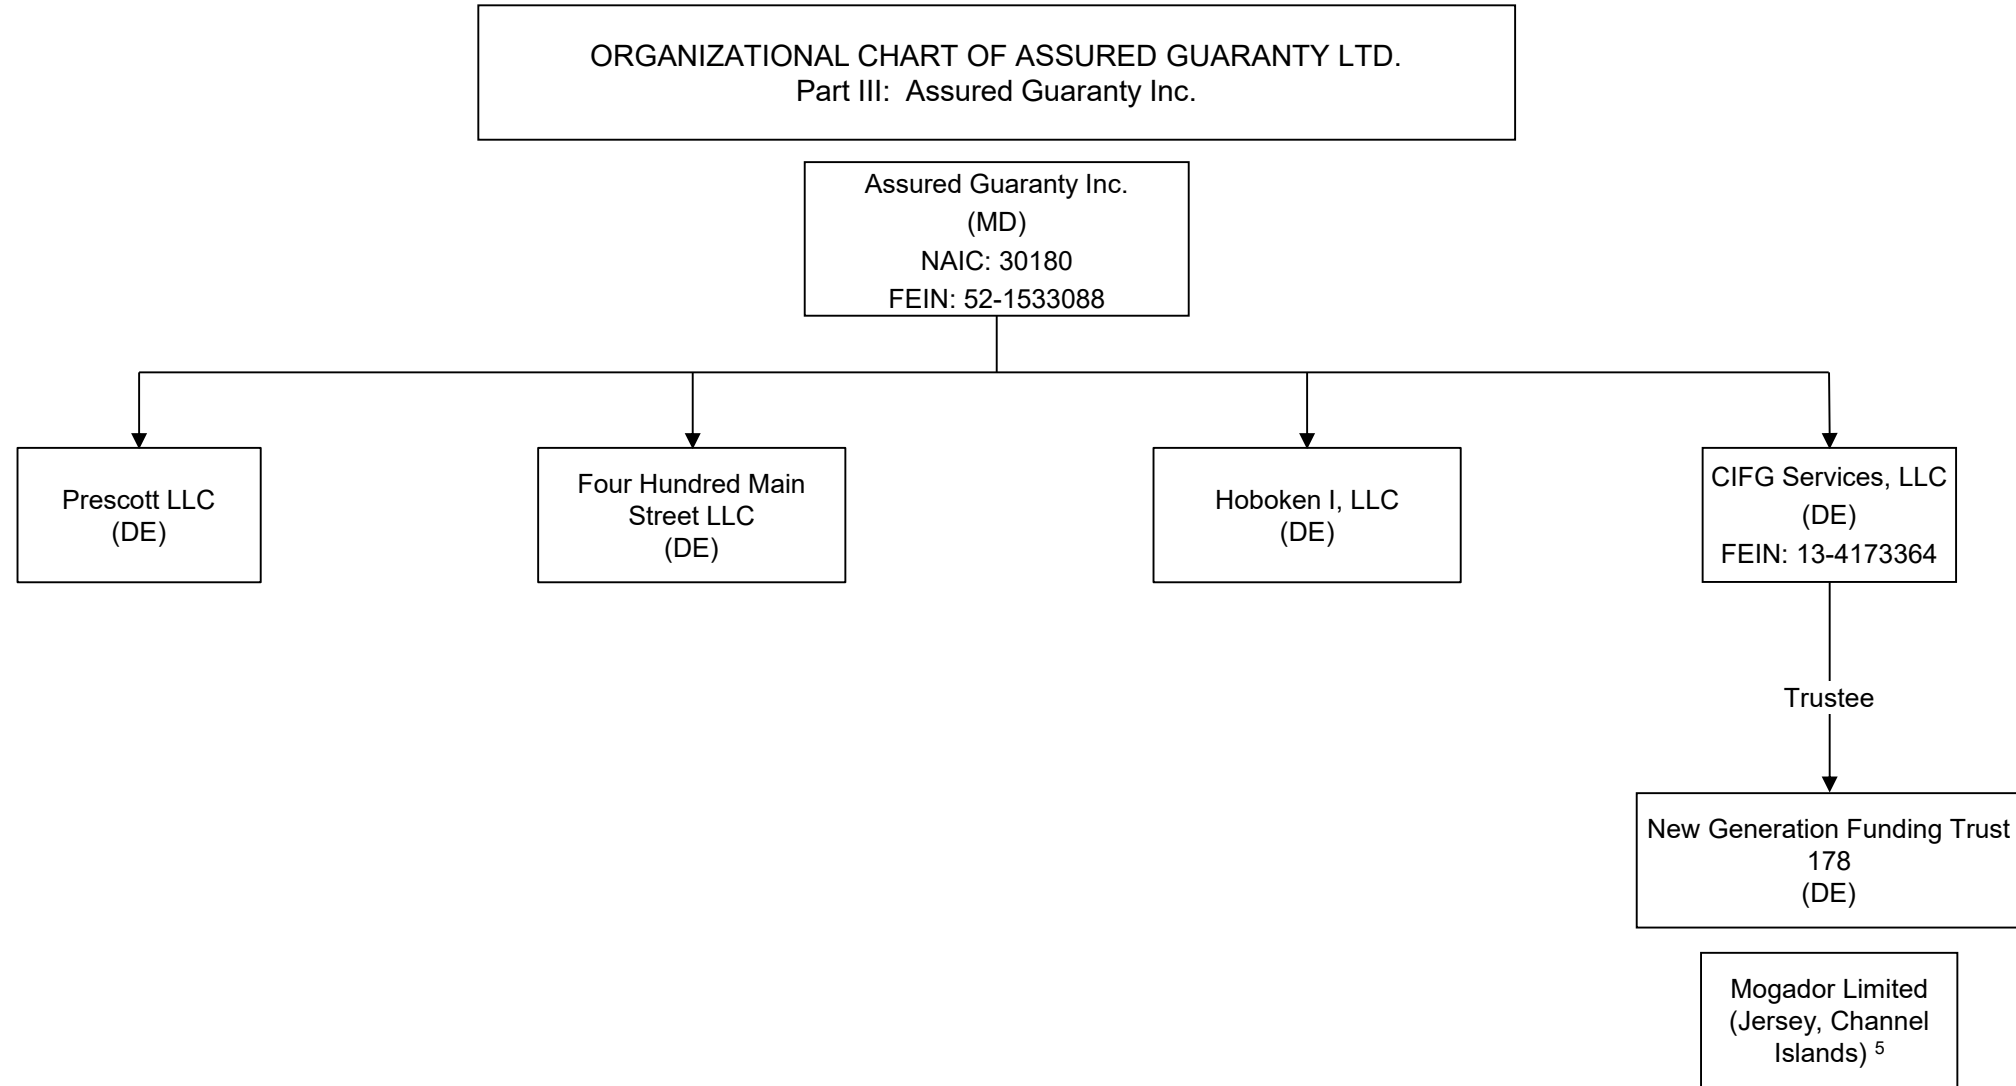 ORGANIZATIONAL CHART OF ASSURED GUARANTY LTD.
Part III:  Assured Guaranty Inc.
Assured Guaranty Inc.
(MD)
NAIC: 30180
FEIN: 52-1533088
Prescott LLC
(DE)
Four Hundred Main
Street LLC
(DE)
Hoboken I, LLC
(DE)
CIFG Services, LLC
(DE)
FEIN: 13-4173364
Trustee
New Generation Funding Trust
178
(DE)
Mogador Limited
(Jersey, Channel
Islands) 5